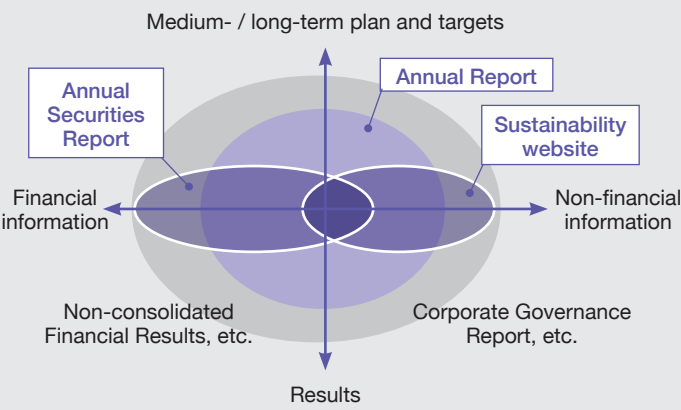 Medium- / long-term plan and targets
Annual Report
Annual
Securities
Report
Sustainability
website
Financial
information
Non-financial
information
Non-consolidated
Financial Results, etc.
Corporate Governance
Report, etc.
Results